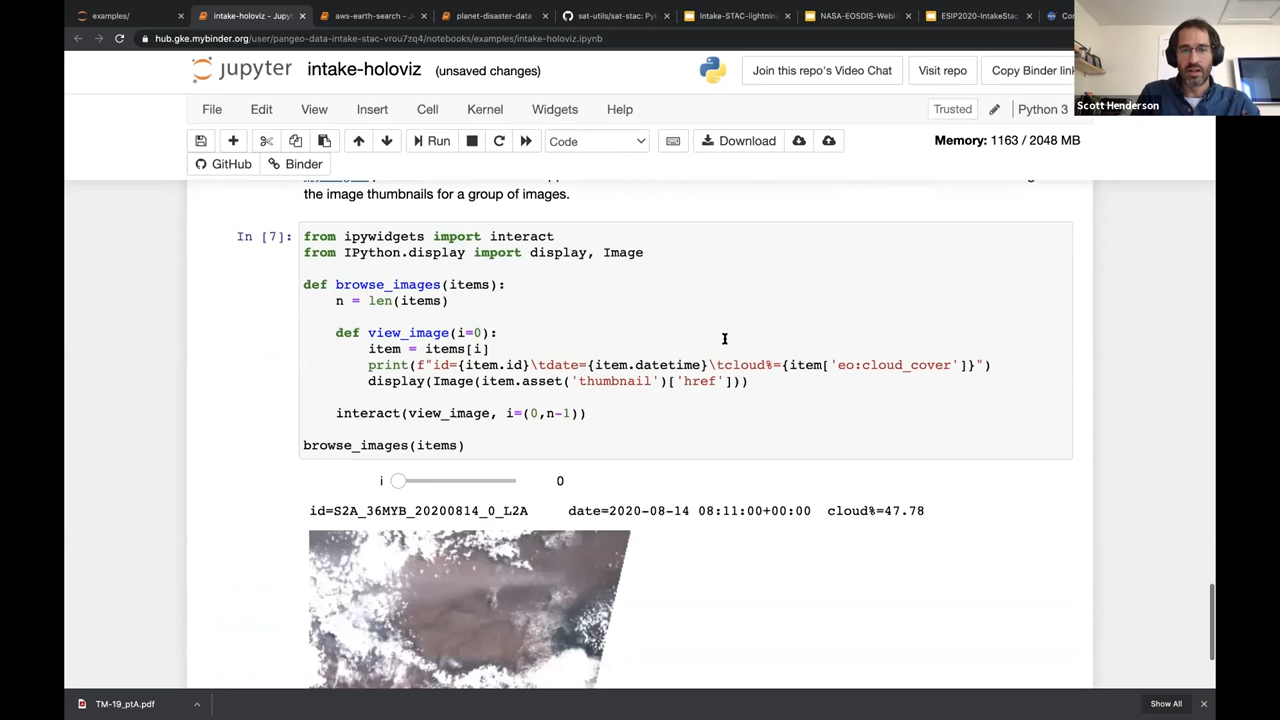 examples/
intake-holoviz - Jupyt
aws-earth-search - J
planet-disaster-data
sat-utils/sat-stac: Py
Intake-STAC-lightnin
NASA-EOSDIS-Webi
ESIP2020-IntakeStac
hub.gke.mybinder.org/user/pangeo-data-intake-stac-vrou7zq4/notebooks/examples/intake-holoviz.ipynb
Scott Henderson
jupyter
intake-holoviz (unsaved changes)
Join this repo's Video Chat
Visit repo
Copy Binder link
File Edit View Insert Cell Kernel Widgets Help
Trusted
Python 3
Run
Code
Download
Memory: 1163 / 2048 MB
GitHub
Binder
the image thumbnails for a group of images.
In [7]:
from ipywidgets import interact
from IPython.display import display, Image
def browse_images(items):
n = len(items)
def view_image(i=0):
item = items[i]
print(f"id={item.id}\tdate={item.datetime}\tcloud%={item['eo:cloud_cover']}")
display(Image(item.asset('thumbnail')['href']))
interact(view_image, i=(0,n-1))
browse_images(items)
i 0
id=S2A_36MYB_20200814_0_L2A date=2020-08-14 08:11:00+00:00 cloud%=47.78
TM-19_ptA.pdf
Show All